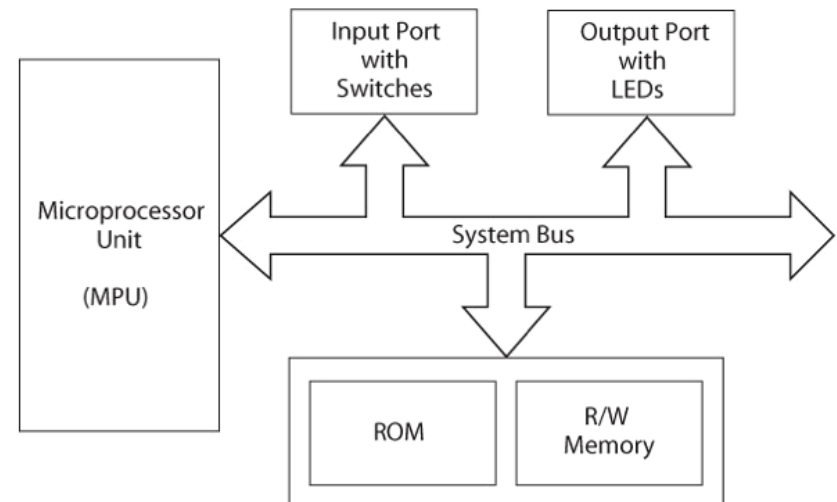 Input Port
with
Switches
Output Port
with
LEDs
Microprocessor
Unit
(MPU)
System Bus
ROM
R/W
Memory